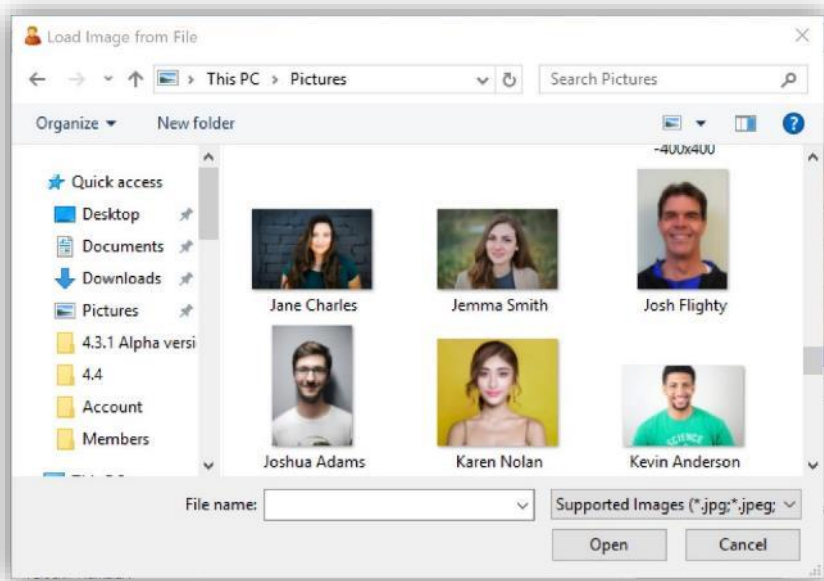 Load Image from File
This PC > Pictures
Search Pictures
Organize
New folder
-400x400
Quick access
Desktop
Documents
Downloads
Pictures
4.3.1 Alpha versi
4.4
Account
Members
Jane Charles
Jemma Smith
Josh Flighty
SCIENCE
Joshua Adams
Karen Nolan
Kevin Anderson
File name:
Supported Images (*.jpg;*.jpeg;
Open
Cancel